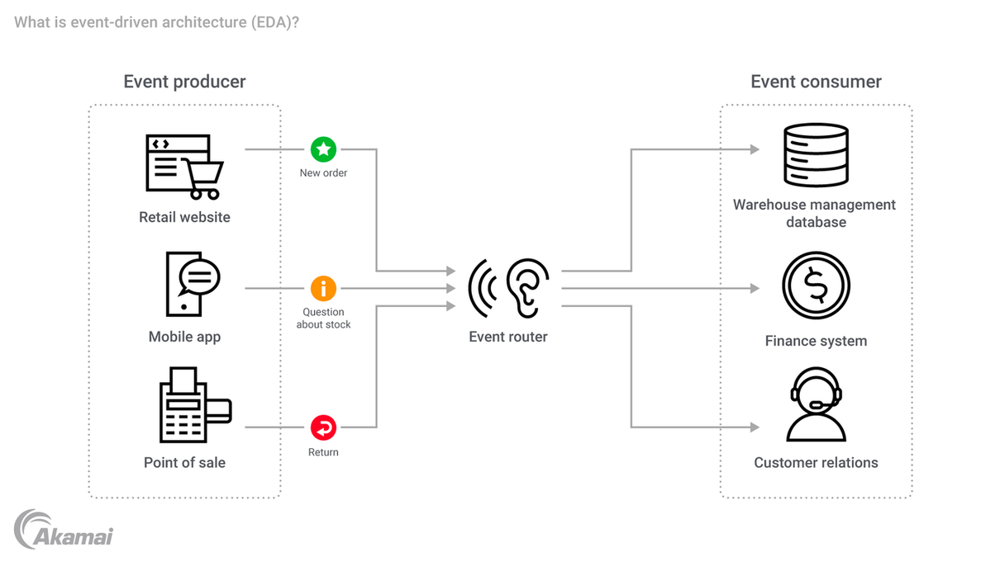 What is event-driven architecture (EDA)?
Event producer
Event consumer
Retail website
New order
Mobile app
Question
about stock
Point of sale
Return
Event router
Warehouse management
database
Finance system
Customer relations
Akamai